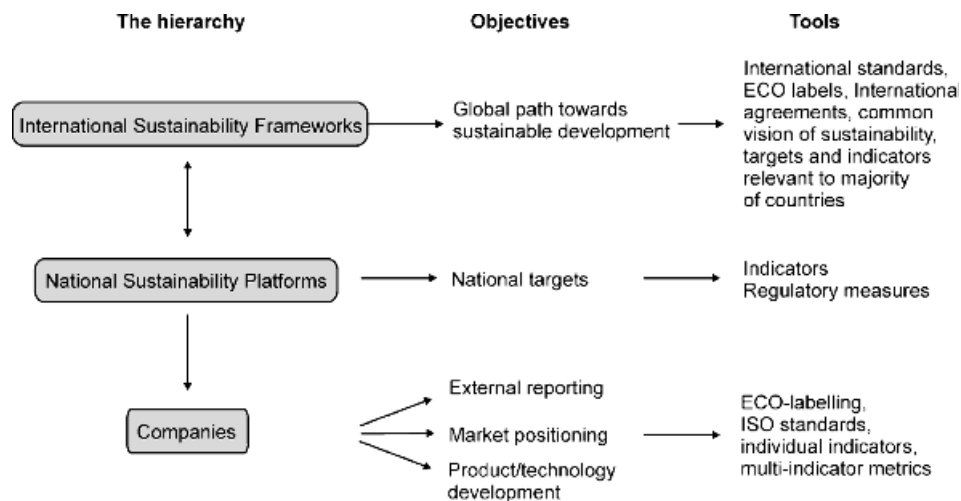 The hierarchy
Objectives
Tools
International Sustainability Frameworks
Global path towards
sustainable development
International standards,
ECO labels, International
agreements, common
vision of sustainability,
targets and indicators
relevant to majority
of countries
National Sustainability Platforms
National targets
Indicators
Regulatory measures
Companies
External reporting
Market positioning
Product/technology
development
ECO-labelling,
ISO standards,
individual indicators,
multi-indicator metrics